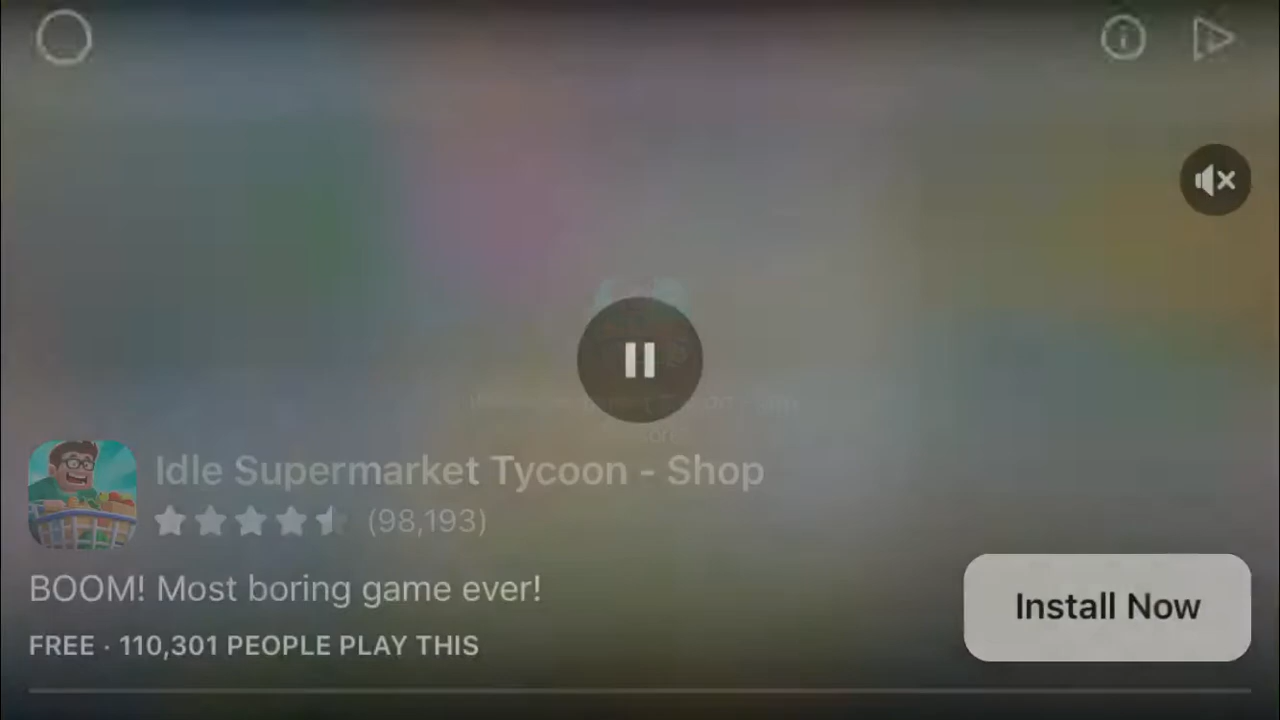 Idle Supermarket Tycoon - Shop
(98,193)
BOOM! Most boring game ever!
FREE · 110,301 PEOPLE PLAY THIS
Install Now